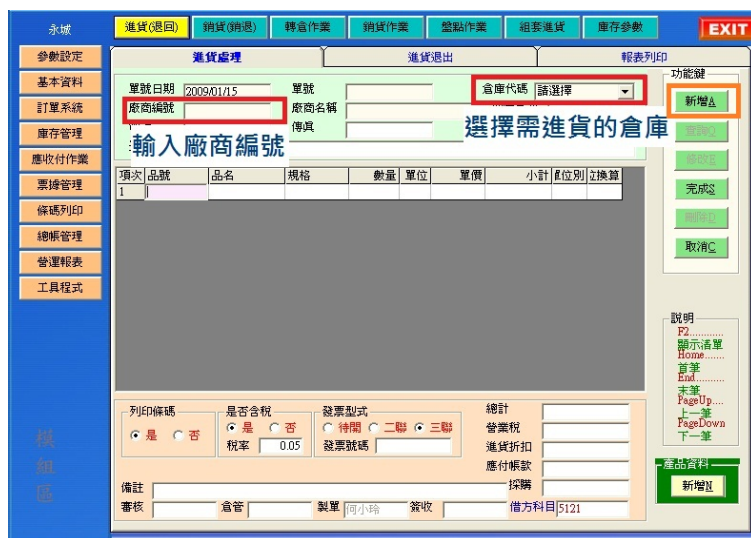 永城
進貨(退回) 銷貨(銷退) 轉倉作業 銷貨作業 盤點作業 組套進貨 庫存參數 EXIT
參數設定
基本資料
訂單系統
庫存管理
應收付作業
票據管理
條碼列印
總帳管理
營運報表
工具程式
模
組
區
進貨處理 進貨退出 報表列印
單號日期 2009/01/15 單號 倉庫代碼 請選擇
廠商編號 廠商名稱
傳真
輸入廠商編號
選擇需進貨的倉庫
項次 品號 品名 規格 數量 單位 單價 小計
1
列印條碼 是 否
是否含稅 是 否
稅率 0.05
發票型式 待開 二聯 三聯
發票號碼
總計
營業稅
進貨折扣
應付帳款
備註 採購
審核 倉管 製單 何小玲 簽收 借方科目 5121
功能鍵
新增A
查詢Q
修改E
完成S
刪除D
取消C
說明
F2............
顯示清單
Home.......
首筆
End..........
末筆
PageUp....
上一筆
PageDown
下一筆
產品資料
新增N